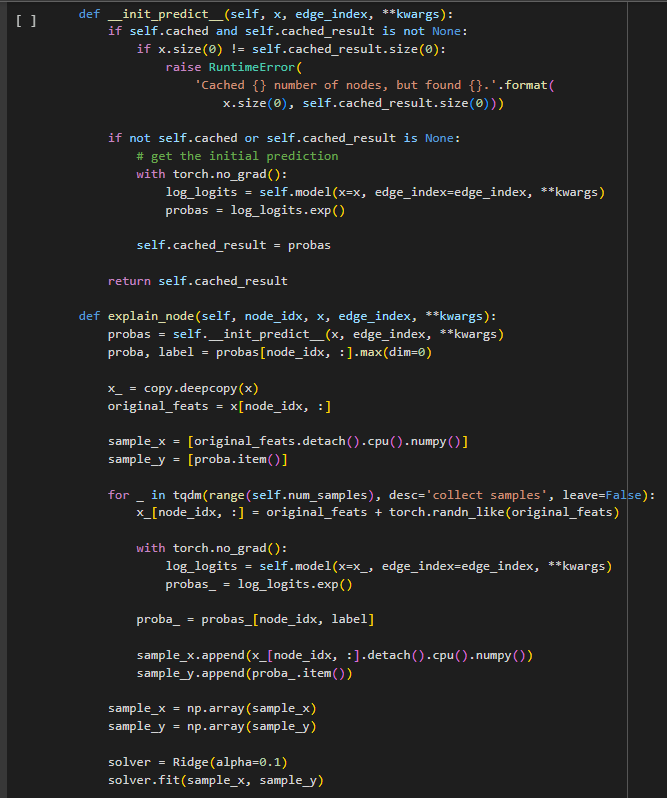 [ ]
    def __init_predict__(self, x, edge_index, **kwargs):
        if self.cached and self.cached_result is not None:
            if x.size(0) != self.cached_result.size(0):
                raise RuntimeError(
                    'Cached {} number of nodes, but found {}.'.format(
                        x.size(0), self.cached_result.size(0)))

        if not self.cached or self.cached_result is None:
            # get the initial prediction
            with torch.no_grad():
                log_logits = self.model(x=x, edge_index=edge_index, **kwargs)
                probas = log_logits.exp()

            self.cached_result = probas

        return self.cached_result

    def explain_node(self, node_idx, x, edge_index, **kwargs):
        probas = self.__init_predict__(x, edge_index, **kwargs)
        proba, label = probas[node_idx, :].max(dim=0)

        x_ = copy.deepcopy(x)
        original_feats = x[node_idx, :]

        sample_x = [original_feats.detach().cpu().numpy()]
        sample_y = [proba.item()]

        for _ in tqdm(range(self.num_samples), desc='collect samples', leave=False):
            x_[node_idx, :] = original_feats + torch.randn_like(original_feats)

            with torch.no_grad():
                log_logits = self.model(x=x_, edge_index=edge_index, **kwargs)
                probas_ = log_logits.exp()

            proba_ = probas_[node_idx, label]

            sample_x.append(x_[node_idx, :].detach().cpu().numpy())
            sample_y.append(proba_.item())

        sample_x = np.array(sample_x)
        sample_y = np.array(sample_y)

        solver = Ridge(alpha=0.1)
        solver.fit(sample_x, sample_y)